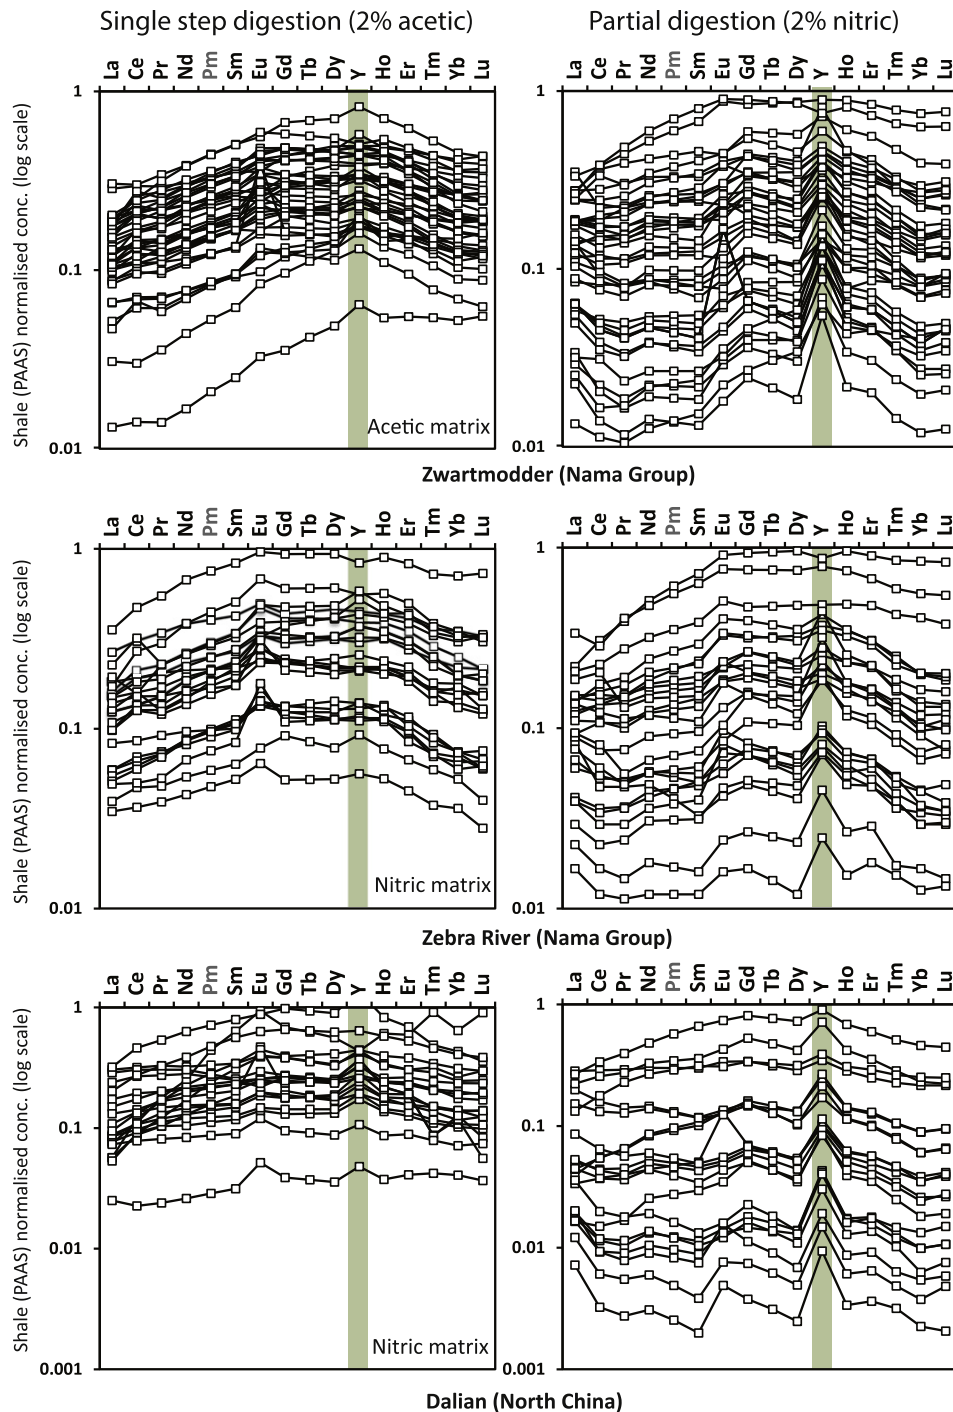 Single step digestion (2% acetic)
Partial digestion (2% nitric)
La Ce Pr Nd Pm Sm Eu Gd Tb Dy Y Ho Er Tm Yb Lu
La Ce Pr Nd Pm Sm Eu Gd Tb Dy Y Ho Er Tm Yb Lu
Shale (PAAS) normalised conc. (log scale)
1
0.1
0.01
Acetic matrix
1
0.1
0.01
Zwartmodder (Nama Group)
La Ce Pr Nd Pm Sm Eu Gd Tb Dy Y Ho Er Tm Yb Lu
La Ce Pr Nd Pm Sm Eu Gd Tb Dy Y Ho Er Tm Yb Lu
Shale (PAAS) normalised conc. (log scale)
1
0.1
0.01
Nitric matrix
1
0.1
0.01
Zebra River (Nama Group)
La Ce Pr Nd Pm Sm Eu Gd Tb Dy Y Ho Er Tm Yb Lu
La Ce Pr Nd Pm Sm Eu Gd Tb Dy Y Ho Er Tm Yb Lu
Shale (PAAS) normalised conc. (log scale)
1
0.1
0.01
0.001
Nitric matrix
1
0.1
0.01
0.001
Dalian (North China)